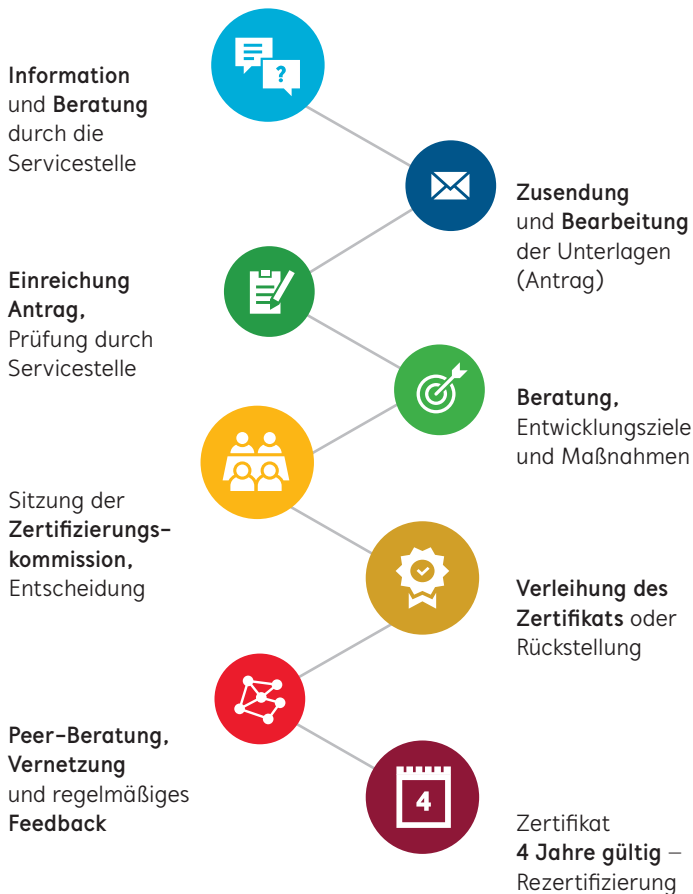 ?
Information
und Beratung
durch die
Servicestelle
Zusendung
und Bearbeitung
der Unterlagen
(Antrag)
Einreichung
Antrag,
Prüfung durch
Servicestelle
Beratung,
Entwicklungsziele
und Maßnahmen
Sitzung der
Zertifizierungs-
kommission,
Entscheidung
Verleihung des
Zertifikats oder
Rückstellung
Peer-Beratung,
Vernetzung
und regelmäßiges
Feedback
4
Zertifikat
4 Jahre gültig –
Rezertifizierung